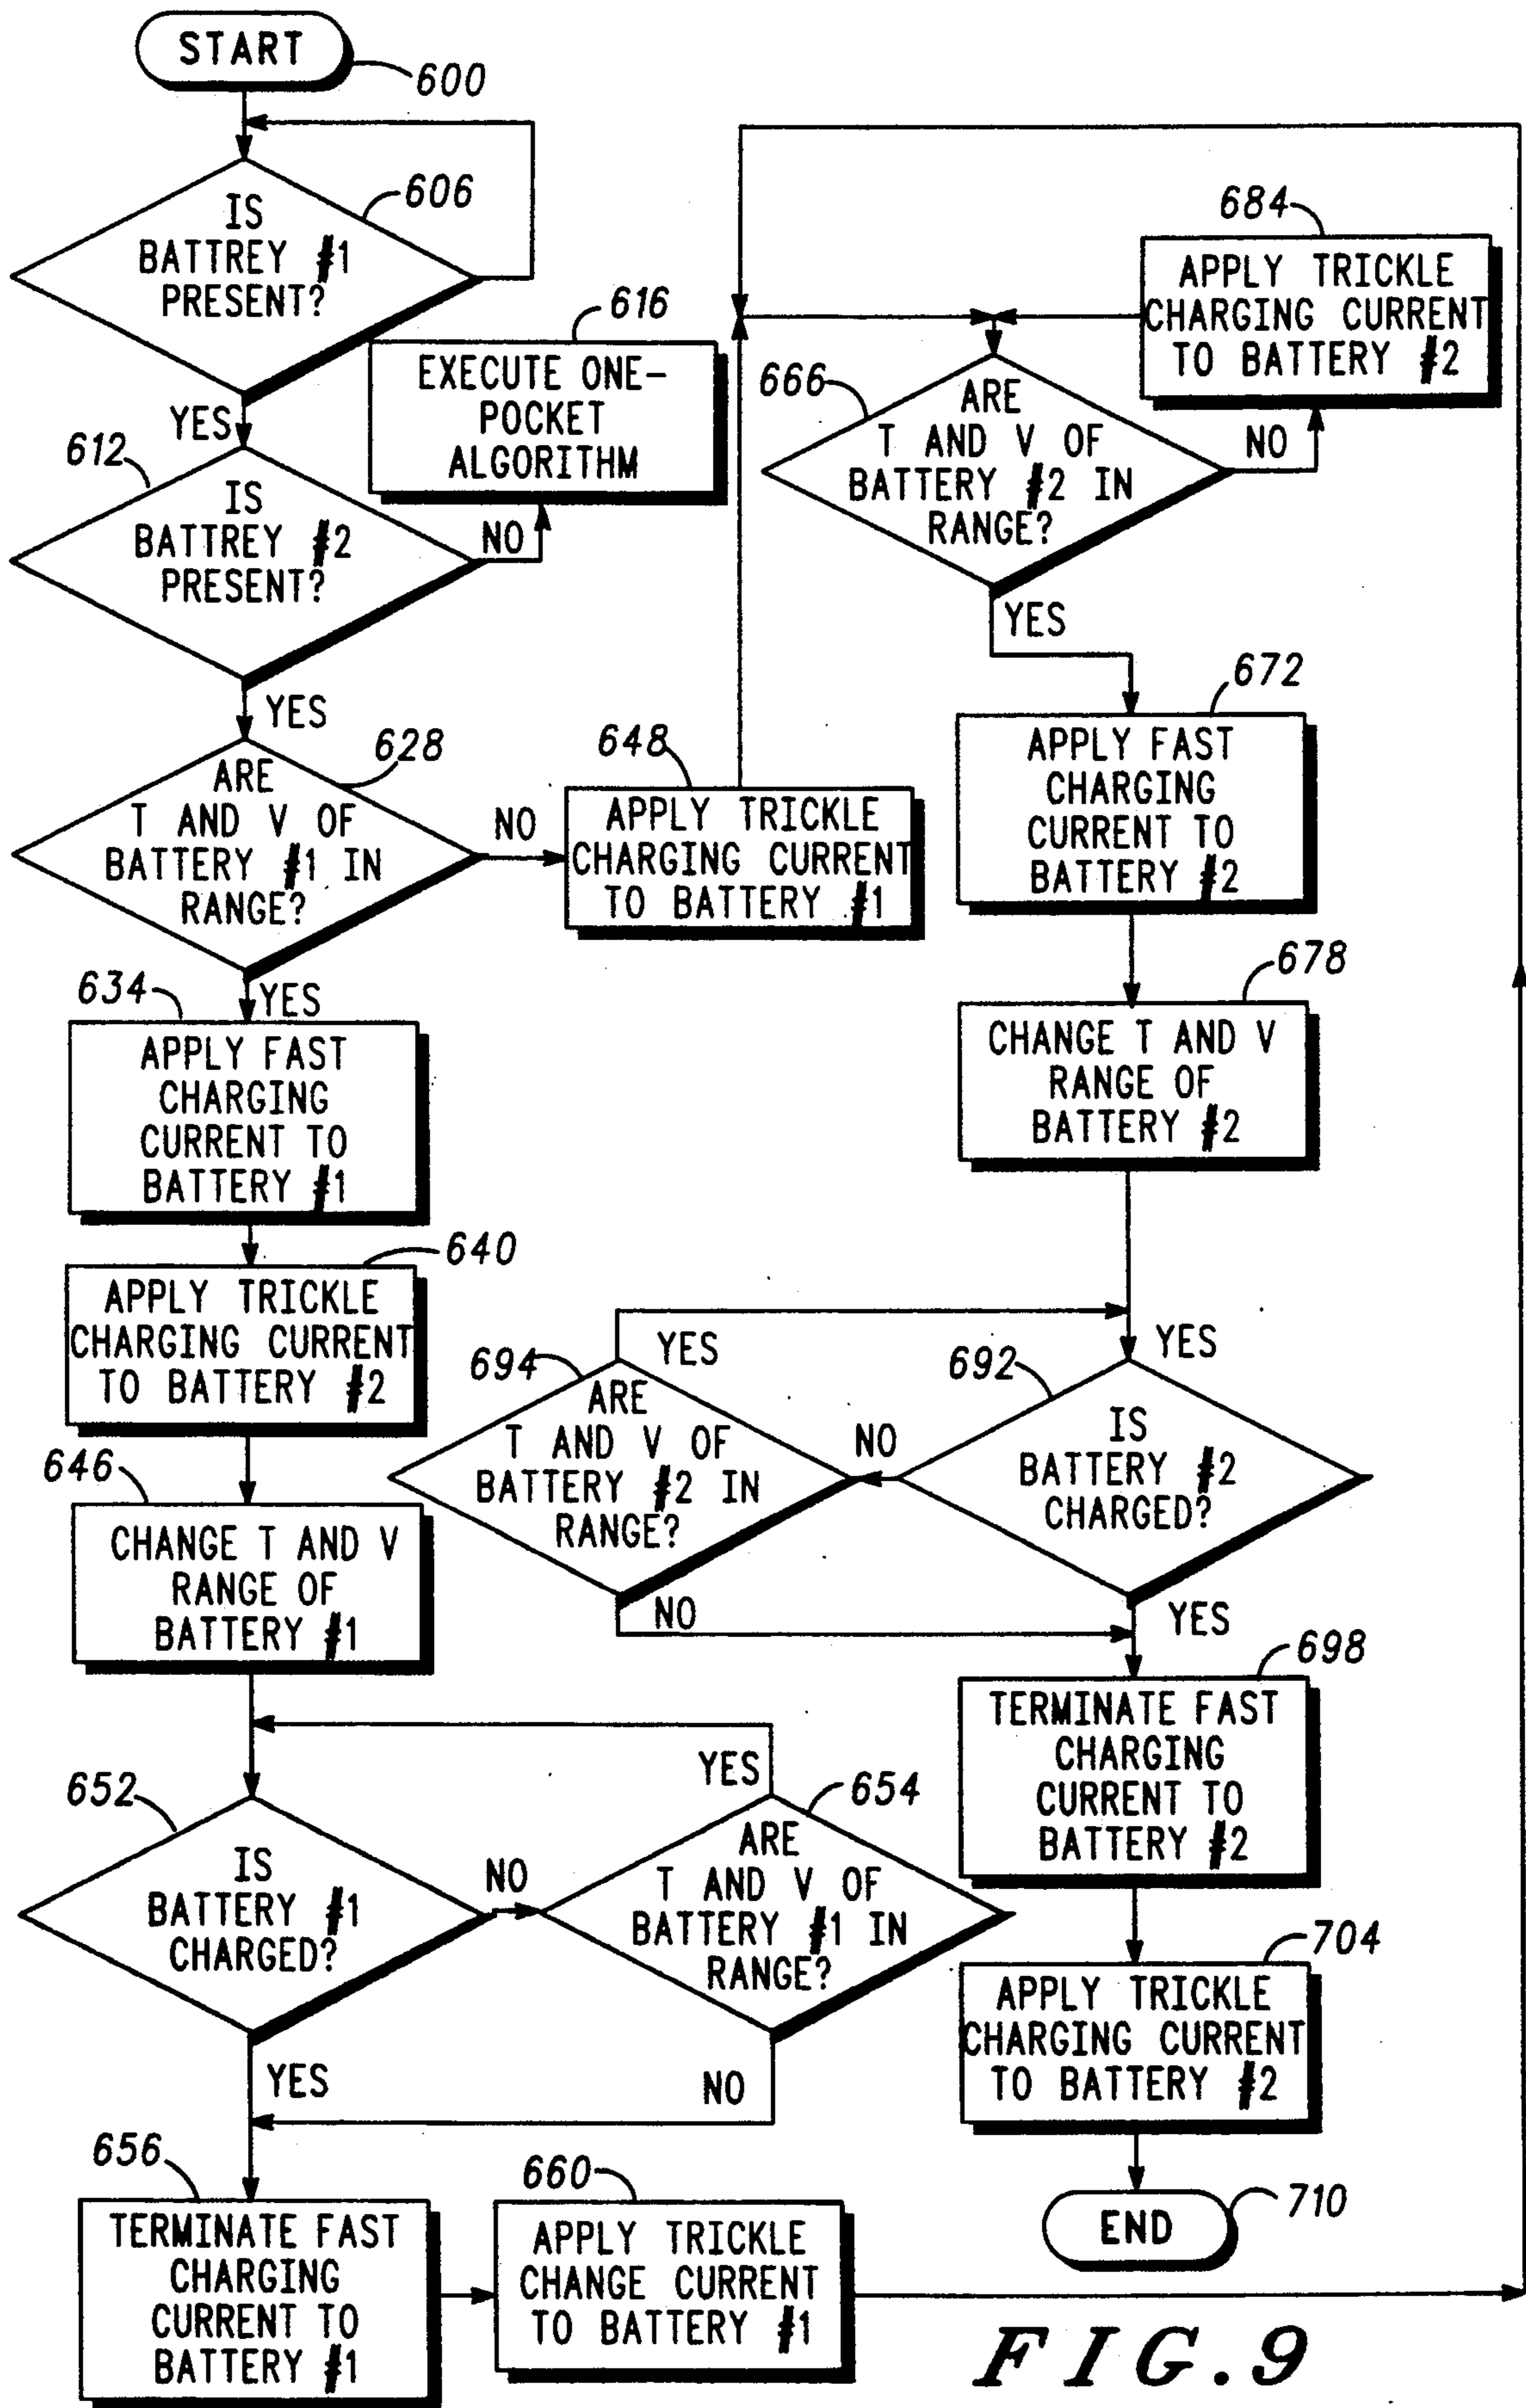 START
600
IS
BATTREY #1
PRESENT?
606
YES
612
IS
BATTREY #2
PRESENT?
NO
616
EXECUTE ONE-
POCKET
ALGORITHM
YES
628
ARE
T AND V OF
BATTERY #1 IN
RANGE?
NO
648
APPLY TRICKLE
CHARGING CURRENT
TO BATTERY #1
YES
634
APPLY FAST
CHARGING
CURRENT TO
BATTERY #1
640
APPLY TRICKLE
CHARGING CURRENT
TO BATTERY #2
646
CHANGE T AND V
RANGE OF
BATTERY #1
652
IS
BATTERY #1
CHARGED?
NO
YES
654
ARE
T AND V OF
BATTERY #1 IN
RANGE?
YES
NO
656
TERMINATE FAST
CHARGING
CURRENT TO
BATTERY #1
660
APPLY TRICKLE
CHANGE CURRENT
TO BATTERY #1
684
APPLY TRICKLE
CHARGING CURRENT
TO BATTERY #2
666
ARE
T AND V OF
BATTERY #2 IN
RANGE?
NO
YES
672
APPLY FAST
CHARGING
CURRENT TO
BATTERY #2
678
CHANGE T AND V
RANGE OF
BATTERY #2
YES
692
IS
BATTERY #2
CHARGED?
NO
694
YES
ARE
T AND V OF
BATTERY #2 IN
RANGE?
NO
YES
698
TERMINATE FAST
CHARGING
CURRENT TO
BATTERY #2
704
APPLY TRICKLE
CHARGING CURRENT
TO BATTERY #2
END
710
FIG.9